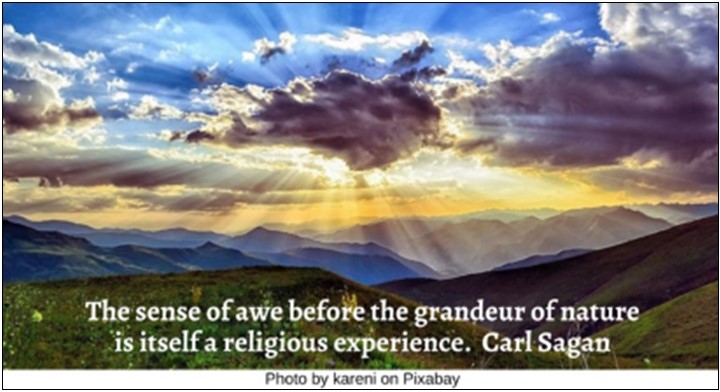 The sense of awe before the grandeur of nature
is itself a religious experience.  Carl Sagan
Photo by kareni on Pixabay